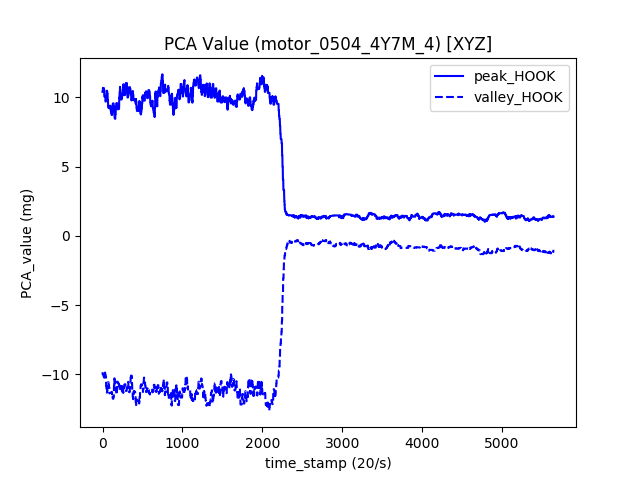 PCA Value (motor_0504_4Y7M_4) [XYZ]
peak_HOOK
valley_HOOK
10
5
0
−5
−10
PCA_value (mg)
0 1000 2000 3000 4000 5000
time_stamp (20/s)